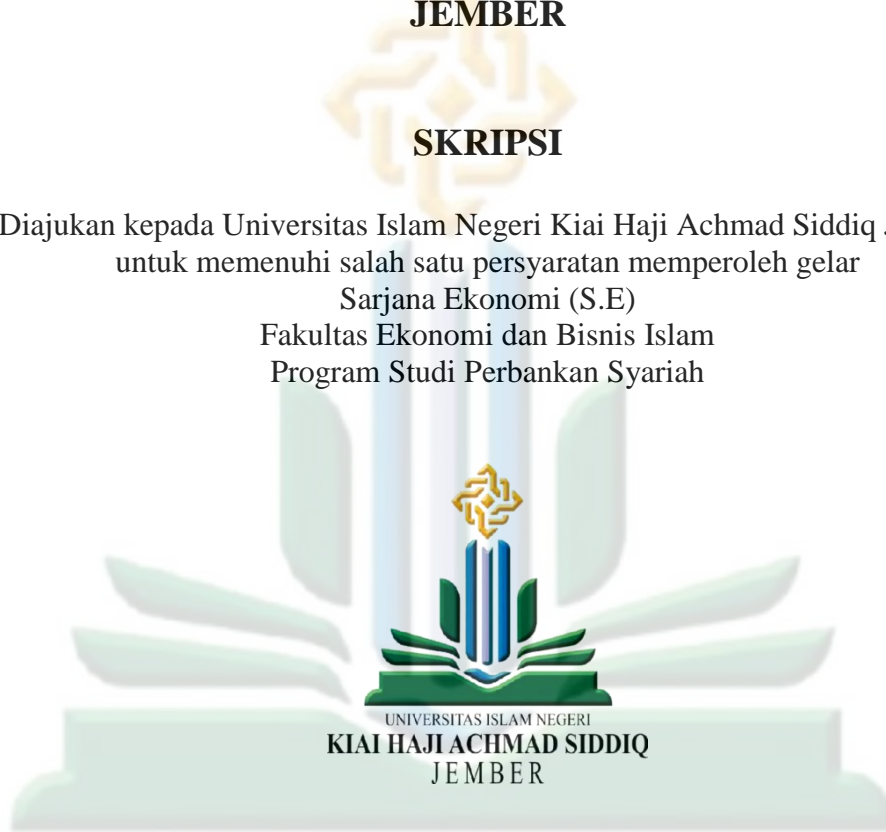 JEMBER
SKRIPSI
Diajukan kepada Universitas Islam Negeri Kiai Haji Achmad Siddiq
untuk memenuhi salah satu persyaratan memperoleh gelar
Sarjana Ekonomi (S.E)
Fakultas Ekonomi dan Bisnis Islam
Program Studi Perbankan Syariah
UNIVERSITAS ISLAM NEGERI
KIAI HAJI ACHMAD SIDDIQ
JEMBER